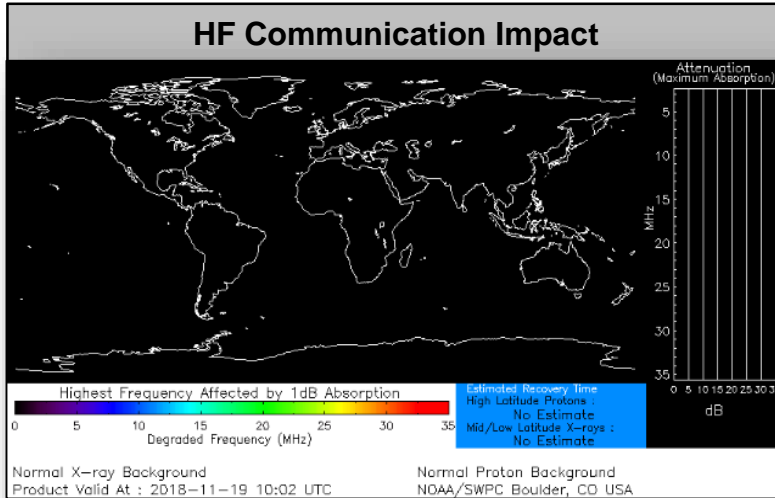 HF Communication Impact
Attenuation
(Maximum Absorption)
5
10
15
20
25
30
35
MHz
0 5 10 15 20 25 30 3
dB
Highest Frequency Affected by 1dB Absorption
0 5 10 15 20 25 30 35
Degraded Frequency (MHz)
Estimated Recovery Time
High Latitude Protons :
No Estimate
Mid/Low Latitude X-rays :
No Estimate
Normal X-ray Background
Normal Proton Background
Product Valid At : 2018-11-19 10:02 UTC
NOAA/SWPC Boulder, CO USA